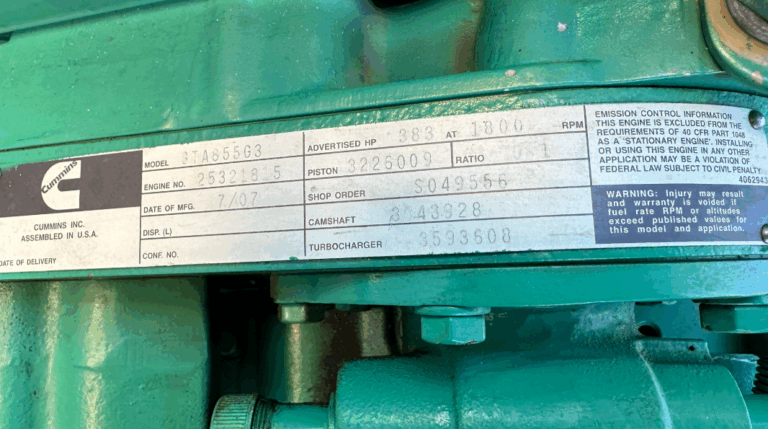 Cummins
CUMMINS INC.
ASSEMBLED IN U.S.A.
DATE OF DELIVERY
MODEL GTA855G3
ENGINE NO.
DATE OF MFG. 7/07
DISP. (L)
CONF. NO.
ADVERTISED HP 383 AT 1800 RPM
PISTON 3226009 RATIO
SHOP ORDER SO49556
CAMSHAFT
TURBOCHARGER 3593608
EMISSION CONTROL INFORMATION
THIS ENGINE IS EXCLUDED FROM THE
REQUIREMENTS OF 40 CFR PART 1048
AS A 'STATIONARY ENGINE'. INSTALLING
OR USING THIS ENGINE IN ANY OTHER
APPLICATION MAY BE A VIOLATION OF
FEDERAL LAW SUBJECT TO CIVIL PENALTY.
4062943
WARNING: Injury may result
and warranty is voided if
fuel rate RPM or altitudes
exceed published values for
this model and application.